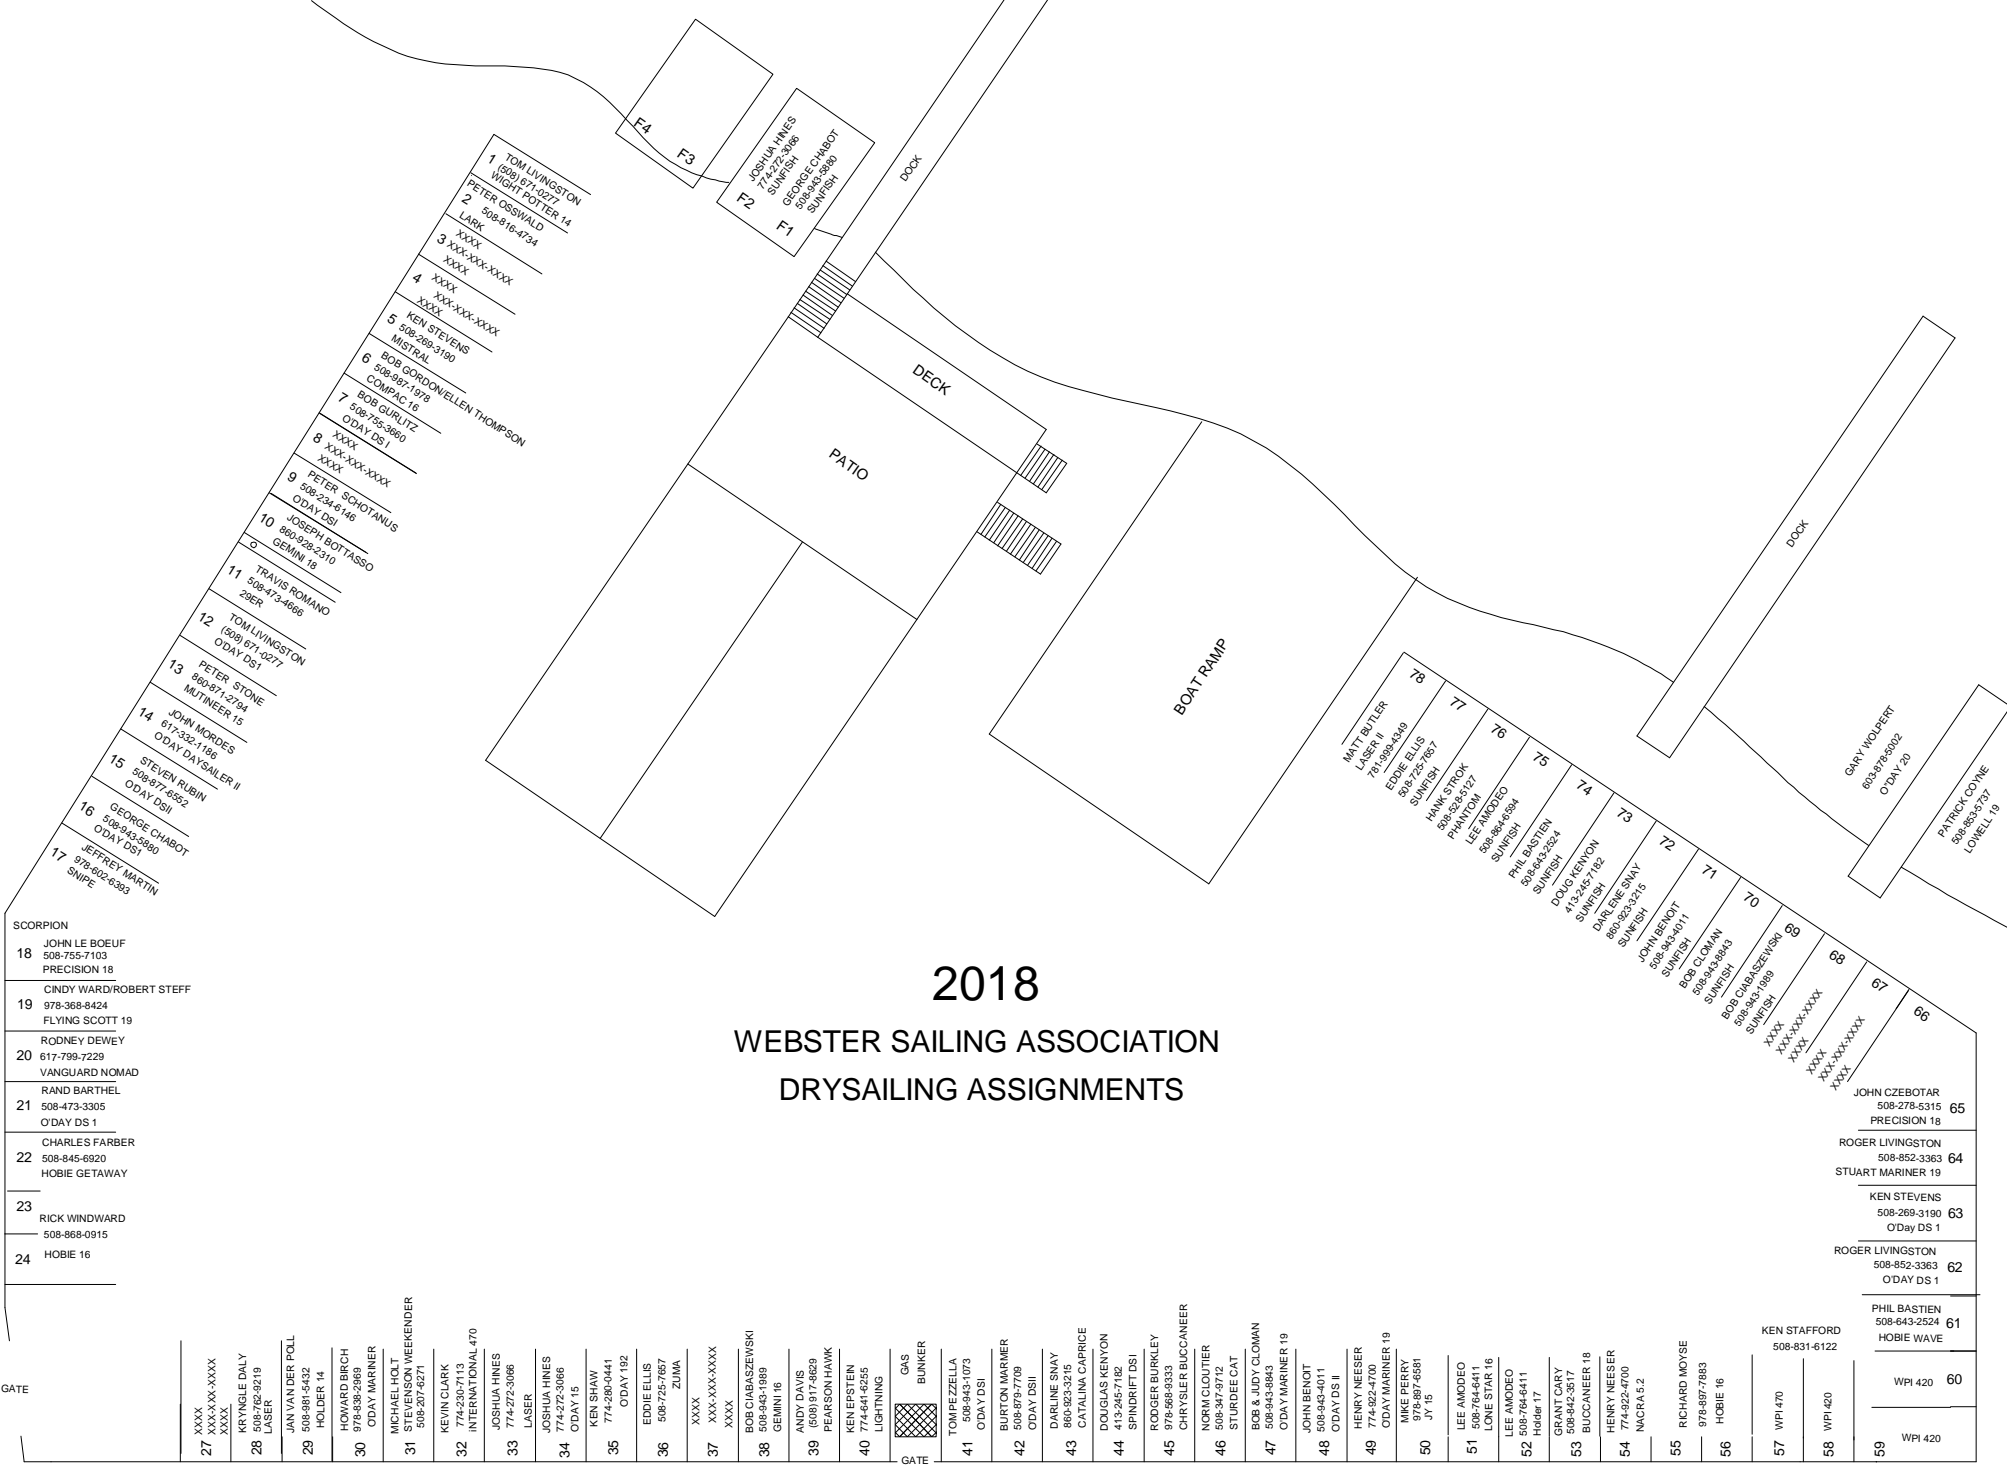 F4
F3
JOSHUA HINES
774-272-3066
SUNFISH
F2
GEORGE CHABOT
508-943-5880
SUNFISH
F1
DOCK
1
TOM LIVINGSTON
(508) 671-0277
WIGHT POTTER 14
2
PETER OSSWALD
508-816-4734
LARK
3
XXXX
XXX-XXX-XXXX
XXXX
4
XXXX
XXX-XXX-XXXX
XXXX
5
KEN STEVENS
508-269-3190
MISTRAL
6
BOB GORDON/ELLEN THOMPSON
508-987-1978
COMPAC 16
7
BOB GURLITZ
508-755-3660
O'DAY DS I
8
XXXX
XXX-XXX-XXXX
XXXX
9
PETER SCHOTANUS
508-234-6146
O'DAY DSI
10
JOSEPH BOTTASSO
860-928-2310
GEMINI 18
11
TRAVIS ROMANO
508-473-4666
29ER
12
TOM LIVINGSTON
(508) 671-0277
O'DAY DS1
13
PETER STONE
860-871-2794
MUTINEER 15
14
JOHN MORDES
617-332-1186
O'DAY DAYSAILER II
15
STEVEN RUBIN
508-877-6552
O'DAY DSII
16
GEORGE CHABOT
508-943-5880
O'DAY DS1
17
JEFFREY MARTIN
978-602-6393
SNIPE
DECK
PATIO
BOAT RAMP
DOCK
SCORPION
18
JOHN LE BOEUF
508-755-7103
PRECISION 18
19
CINDY WARD/ROBERT STEFF
978-368-8424
FLYING SCOTT 19
20
RODNEY DEWEY
617-799-7229
VANGUARD NOMAD
21
RAND BARTHEL
508-473-3305
O'DAY DS 1
22
CHARLES FARBER
508-845-6920
HOBIE GETAWAY
23
RICK WINDWARD
508-868-0915
24
HOBIE 16
GATE
2018
WEBSTER SAILING ASSOCIATION
DRYSAILING ASSIGNMENTS
78
MATT BUTLER
LASER II
781-999-4349
77
EDDIE ELLIS
508-725-7657
SUNFISH
76
HANK STROK
508-528-5127
PHANTOM
75
LEE AMODEO
508-864-6594
SUNFISH
74
PHIL BASTIEN
508-643-2524
SUNFISH
73
DOUG KENYON
413-245-7182
SUNFISH
72
DARLENE SNAY
860-923-3215
SUNFISH
71
JOHN BENOIT
508-943-4011
SUNFISH
70
BOB CLOMAN
508-943-8843
SUNFISH
69
BOB CIABASZEWSKI
508-943-1989
SUNFISH
68
XXXX
XXX-XXX-XXXX
XXXX
67
XXXX
XXX-XXX-XXXX
XXXX
66
GARY WOLPERT
603-878-5002
O"DAY 20
PATRICK COYNE
508-853-5737
LOWELL 19
JOHN CZEBOTAR
508-278-5315 65
PRECISION 18
ROGER LIVINGSTON
508-852-3363 64
STUART MARINER 19
KEN STEVENS
508-269-3190 63
O'Day DS 1
ROGER LIVINGSTON
508-852-3363 62
O'DAY DS 1
PHIL BASTIEN
508-643-2524 61
HOBIE WAVE
WPI 420 60
WPI 420
59
27
XXXX
XXX-XXX-XXXX
XXXX
28
KRYNGLE DALY
508-762-9219
LASER
29
JAN VAN DER POLL
508-981-5432
HOLDER 14
30
HOWARD BIRCH
978-838-2969
O'DAY MARINER
31
MICHAEL HOLT
STEVENSON WEEKENDER
508-207-6271
32
KEVIN CLARK
774-230-7113
iNTERNATIONAL 470
33
JOSHUA HINES
774-272-3066
LASER
34
JOSHUA HINES
774-272-3066
O'DAY 15
35
KEN SHAW
774-280-0441
O'DAY 192
36
EDDIE ELLIS
508-725-7657
ZUMA
37
XXXX
XXX-XXX-XXXX
XXXX
38
BOB CIABASZEWSKI
508-943-1989
GEMINI 16
39
ANDY DAVIS
(508) 917-8629
PEARSON HAWK
40
KEN EPSTEIN
774-641-6255
LIGHTNING
GAS
BUNKER
GATE
41
TOM PEZZELLA
508-943-1073
O'DAY DSI
42
BURTON MARMER
508-879-7709
O'DAY DSII
43
DARLINE SNAY
860-923-3215
CATALINA CAPRICE
44
DOUGLAS KENYON
413-245-7182
SPINDRIFT DS I
45
RODGER BURKLEY
978-568-9333
CHRYSLER BUCCANEER
46
NORM CLOUTIER
508-347-9712
STURDEE CAT
47
BOB & JUDY CLOMAN
508-943-8843
O'DAY MARINER 19
48
JOHN BENOIT
508-943-4011
O'DAY DS II
49
HENRY NEESER
774-922-4700
O'DAY MARINER 19
50
MIKE PERRY
978-897-6581
JY 15
51
LEE AMODEO
508-764-6411
LONE STAR 16
52
LEE AMODEO
508-764-6411
Holder 17
53
GRANT CARY
508-842-3517
BUCCANEER 18
54
HENRY NEESER
774-922-4700
NACRA 5.2
55
RICHARD MOYSE
978-897-7883
56
HOBIE 16
KEN STAFFORD
508-831-6122
57
WPI 470
58
WPI 420